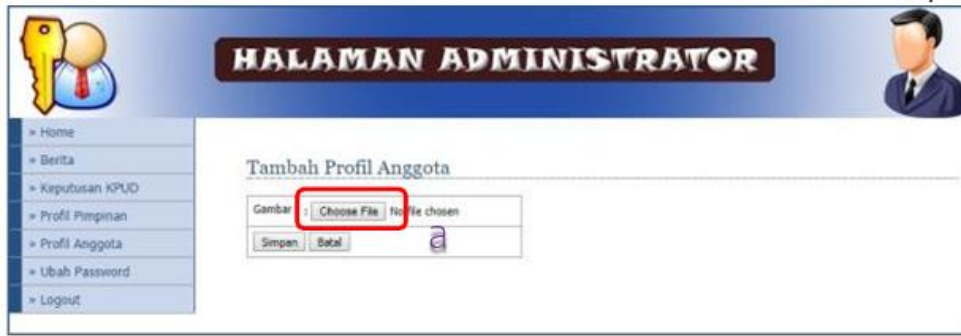 HALAMAN ADMINISTRATOR
» Home
» Berita
» Keputusan KPUD
» Profil Pimpinan
» Profil Anggota
» Ubah Password
» Logout
Tambah Profil Anggota
Gambar : Choose File No file chosen
Simpan Batal
a